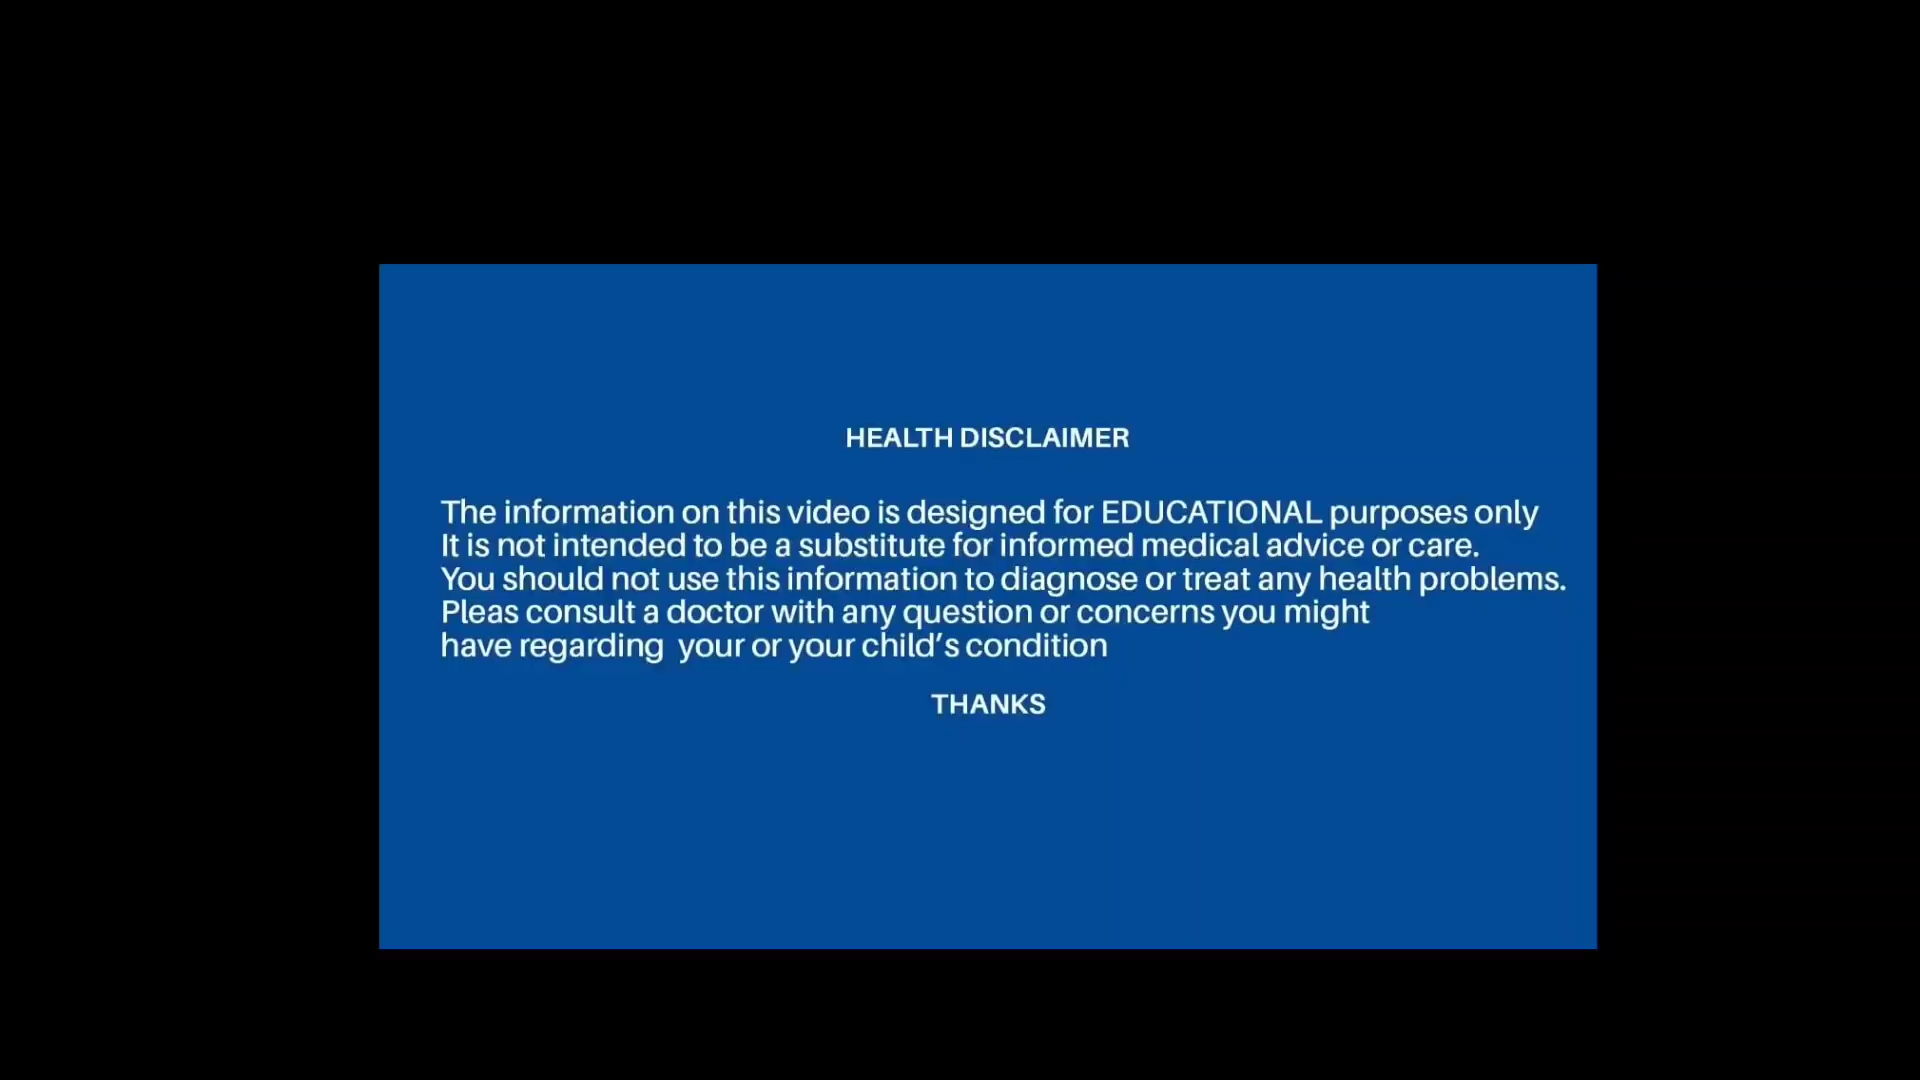 HEALTH DISCLAIMER
The information on this video is designed for EDUCATIONAL purposes only
It is not intended to be a substitute for informed medical advice or care.
You should not use this information to diagnose or treat any health problems.
Pleas consult a doctor with any question or concerns you might
have regarding  your or your child’s condition
THANKS